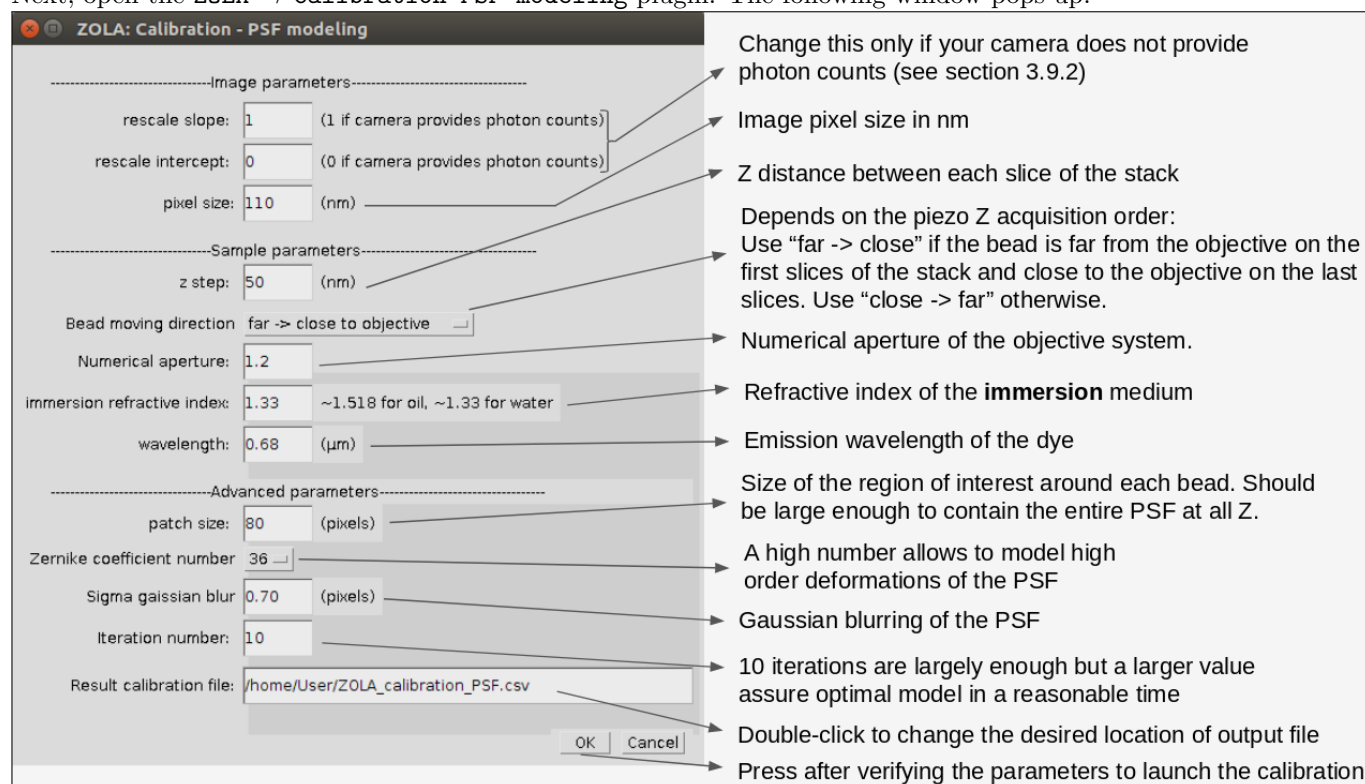 Next, open the ZOLA -> Calibration PSF modeling plugin. The following window pops up:
ZOLA: Calibration - PSF modeling
--------------------------------Image parameters-----------------------------------
rescale slope: 1 (1 if camera provides photon counts)
rescale intercept: 0 (0 if camera provides photon counts)
pixel size: 110 (nm)
--------------------------------Sample parameters-----------------------------------
z step: 50 (nm)
Bead moving direction far -> close to objective
Numerical aperture: 1.2
immersion refractive index: 1.33 ~1.518 for oil, ~1.33 for water
wavelength: 0.68 (µm)
--------------------------------Advanced parameters---------------------------------
patch size: 80 (pixels)
Zernike coefficient number 36
Sigma gaissian blur 0.70 (pixels)
Iteration number: 10
Result calibration file: /home/User/ZOLA_calibration_PSF.csv
OK Cancel
Change this only if your camera does not provide
photon counts (see section 3.9.2)
Image pixel size in nm
Z distance between each slice of the stack
Depends on the piezo Z acquisition order:
Use “far -> close” if the bead is far from the objective on the
first slices of the stack and close to the objective on the last
slices. Use “close -> far” otherwise.
Numerical aperture of the objective system.
Refractive index of the immersion medium
Emission wavelength of the dye
Size of the region of interest around each bead. Should
be large enough to contain the entire PSF at all Z.
A high number allows to model high
order deformations of the PSF
Gaussian blurring of the PSF
10 iterations are largely enough but a larger value
assure optimal model in a reasonable time
Double-click to change the desired location of output file
Press after verifying the parameters to launch the calibration